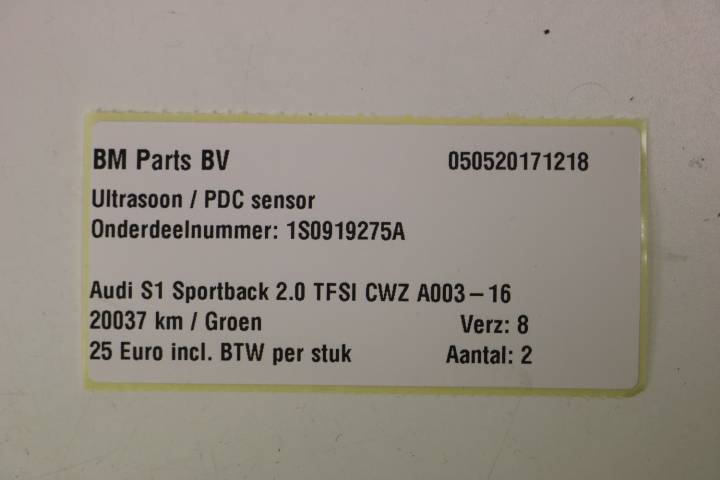 BM Parts BV 050520171218
Ultrasoon / PDC sensor
Onderdeelnummer: 1S0919275A
Audi S1 Sportback 2.0 TFSI CWZ A003-16
20037 km / Groen Verz: 8
25 Euro incl. BTW per stuk Aantal: 2